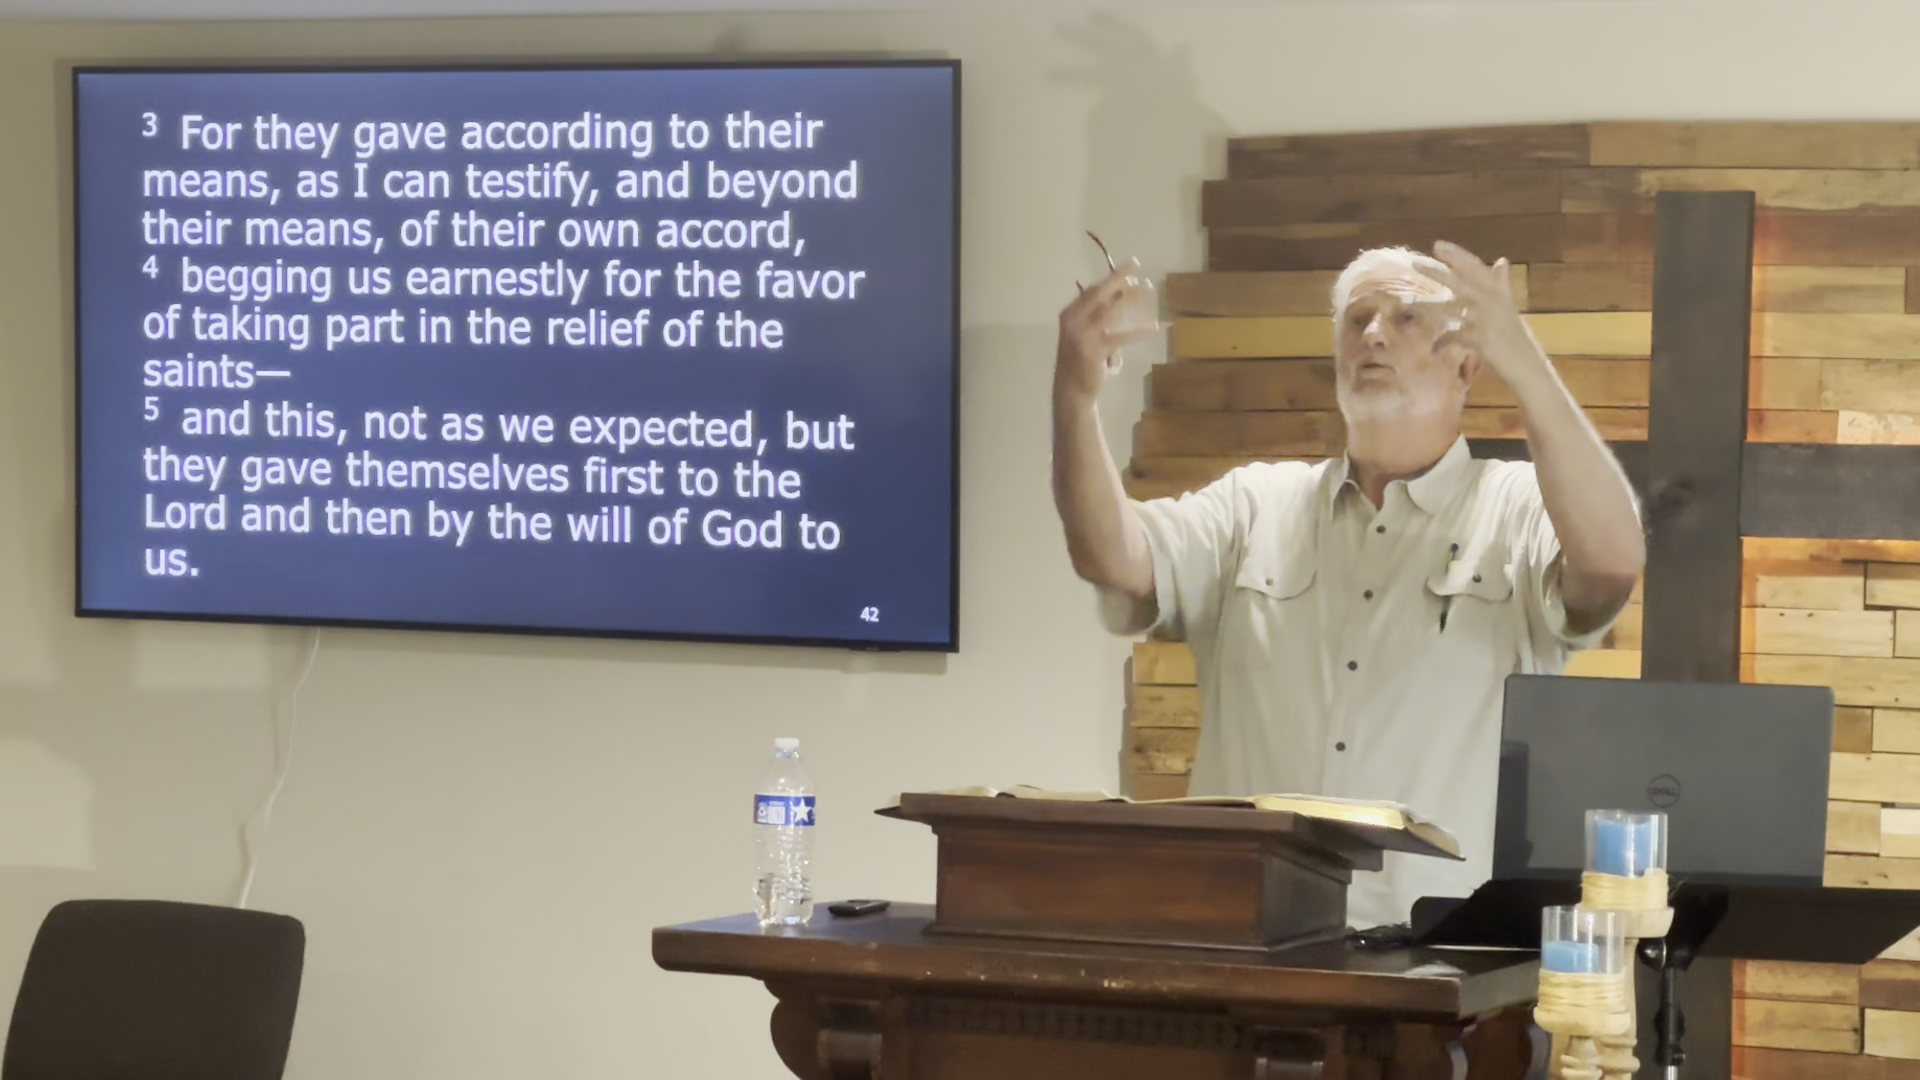 3 For they gave according to their
means, as I can testify, and beyond
their means, of their own accord,
4 begging us earnestly for the favor
of taking part in the relief of the
saints—
5 and this, not as we expected, but
they gave themselves first to the
Lord and then by the will of God to
us.
42
DELL